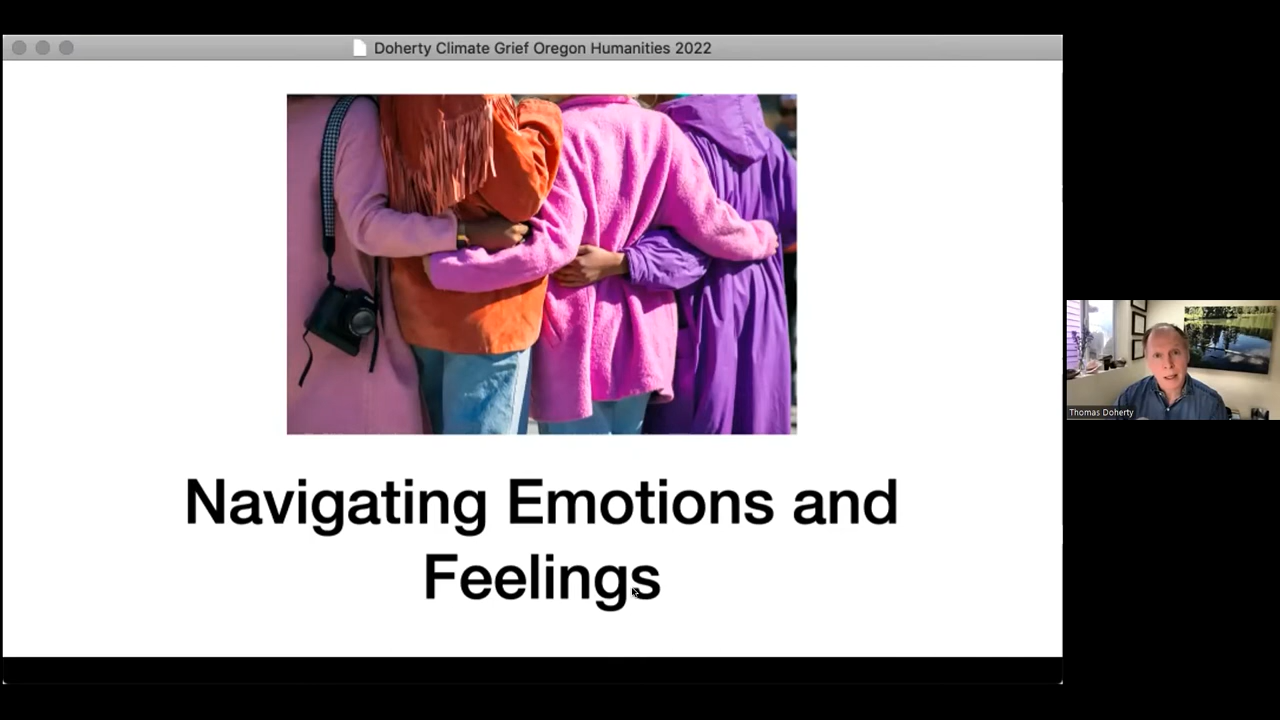 Doherty Climate Grief Oregon Humanities 2022
Navigating Emotions and
Feelings
Thomas Doherty